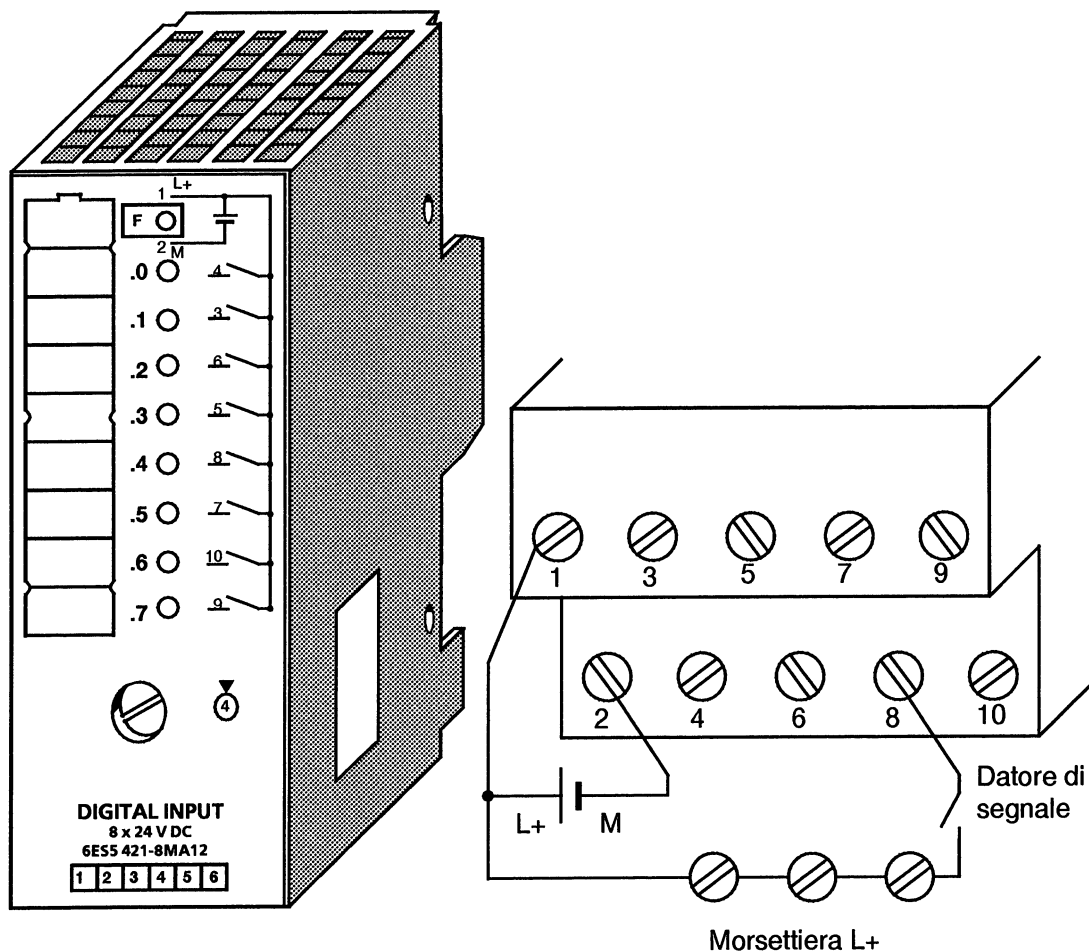 1 L+
F
2 M
.0 4
.1 3
.2 6
.3 5
.4 8
.5 7
.6 10
.7 9
4
DIGITAL INPUT
8 x 24 V DC
6ES5 421-8MA12
1 2 3 4 5 6
1 3 5 7 9
2 4 6 8 10
L+ M
Datore di
segnale
Morsettiera L+